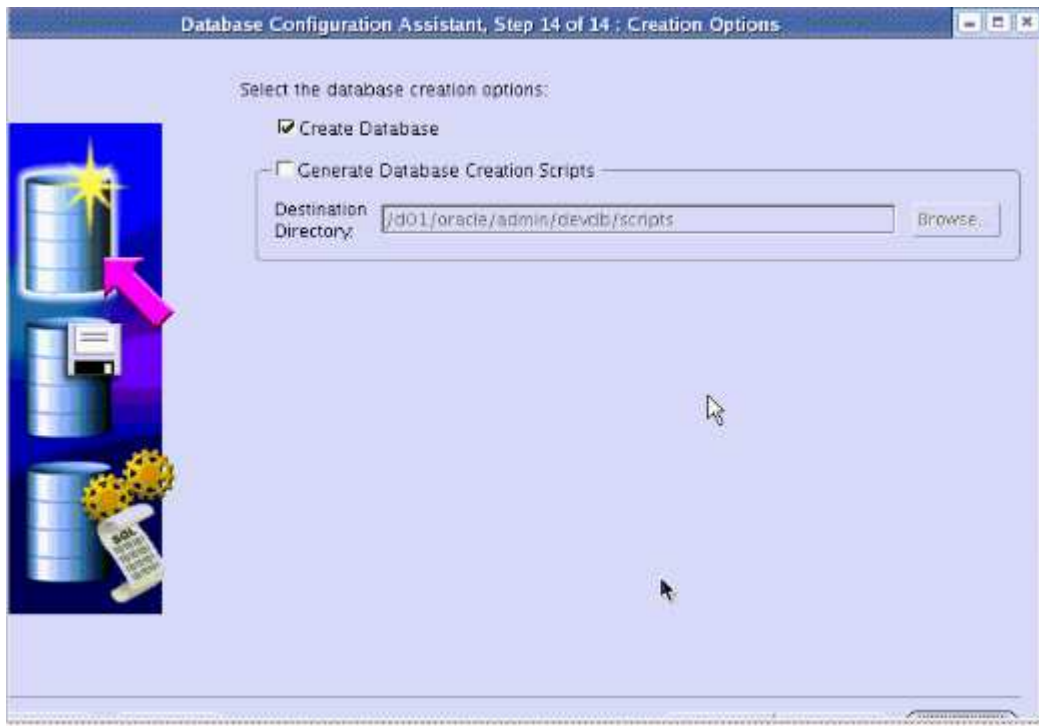 Database Configuration Assistant, Step 14 of 14 : Creation Options
Select the database creation options:
Create Database
Generate Database Creation Scripts
Destination
Directory:
/d01/oracle/admin/devdb/scripts
Browse...
SQL